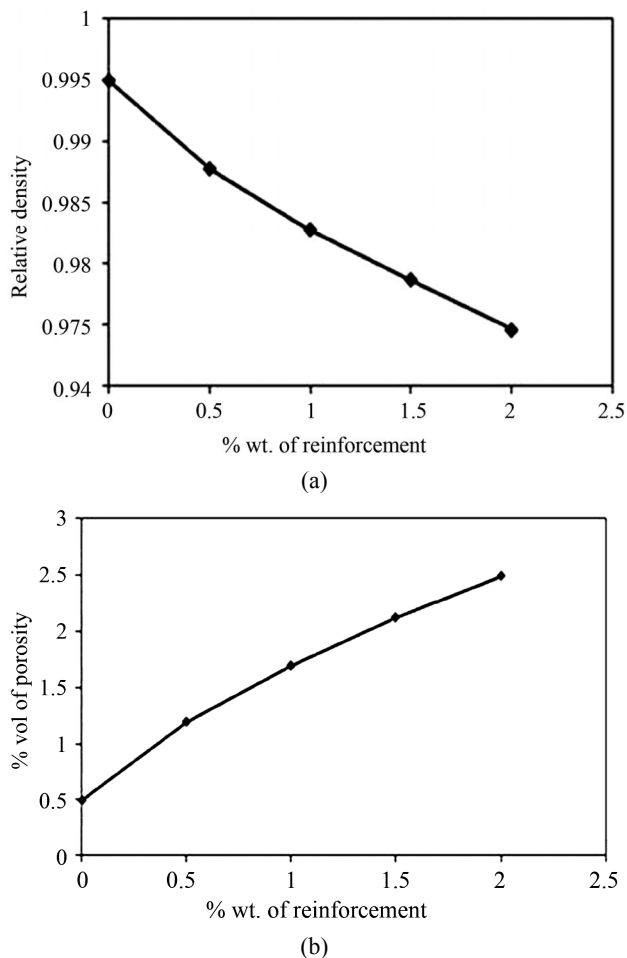 1
0.995
0.99
0.985
0.98
0.975
0.94
Relative density
0 0.5 1 1.5 2 2.5
% wt. of reinforcement
(a)
3
2.5
2
1.5
1
0.5
0
% vol of porosity
0 0.5 1 1.5 2 2.5
% wt. of reinforcement
(b)